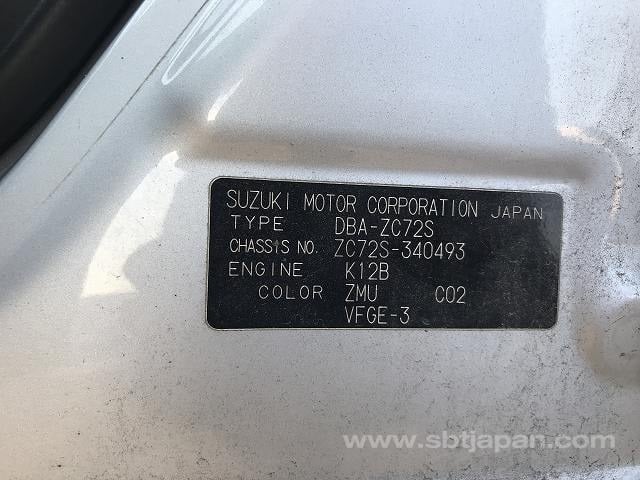 SUZUKI MOTOR CORPORATION JAPAN
TYPE DBA-ZC72S
CHASSIS NO. ZC72S-340493
ENGINE K12B
COLOR ZMU C02
VFGE-3
www.sbtjapan.com